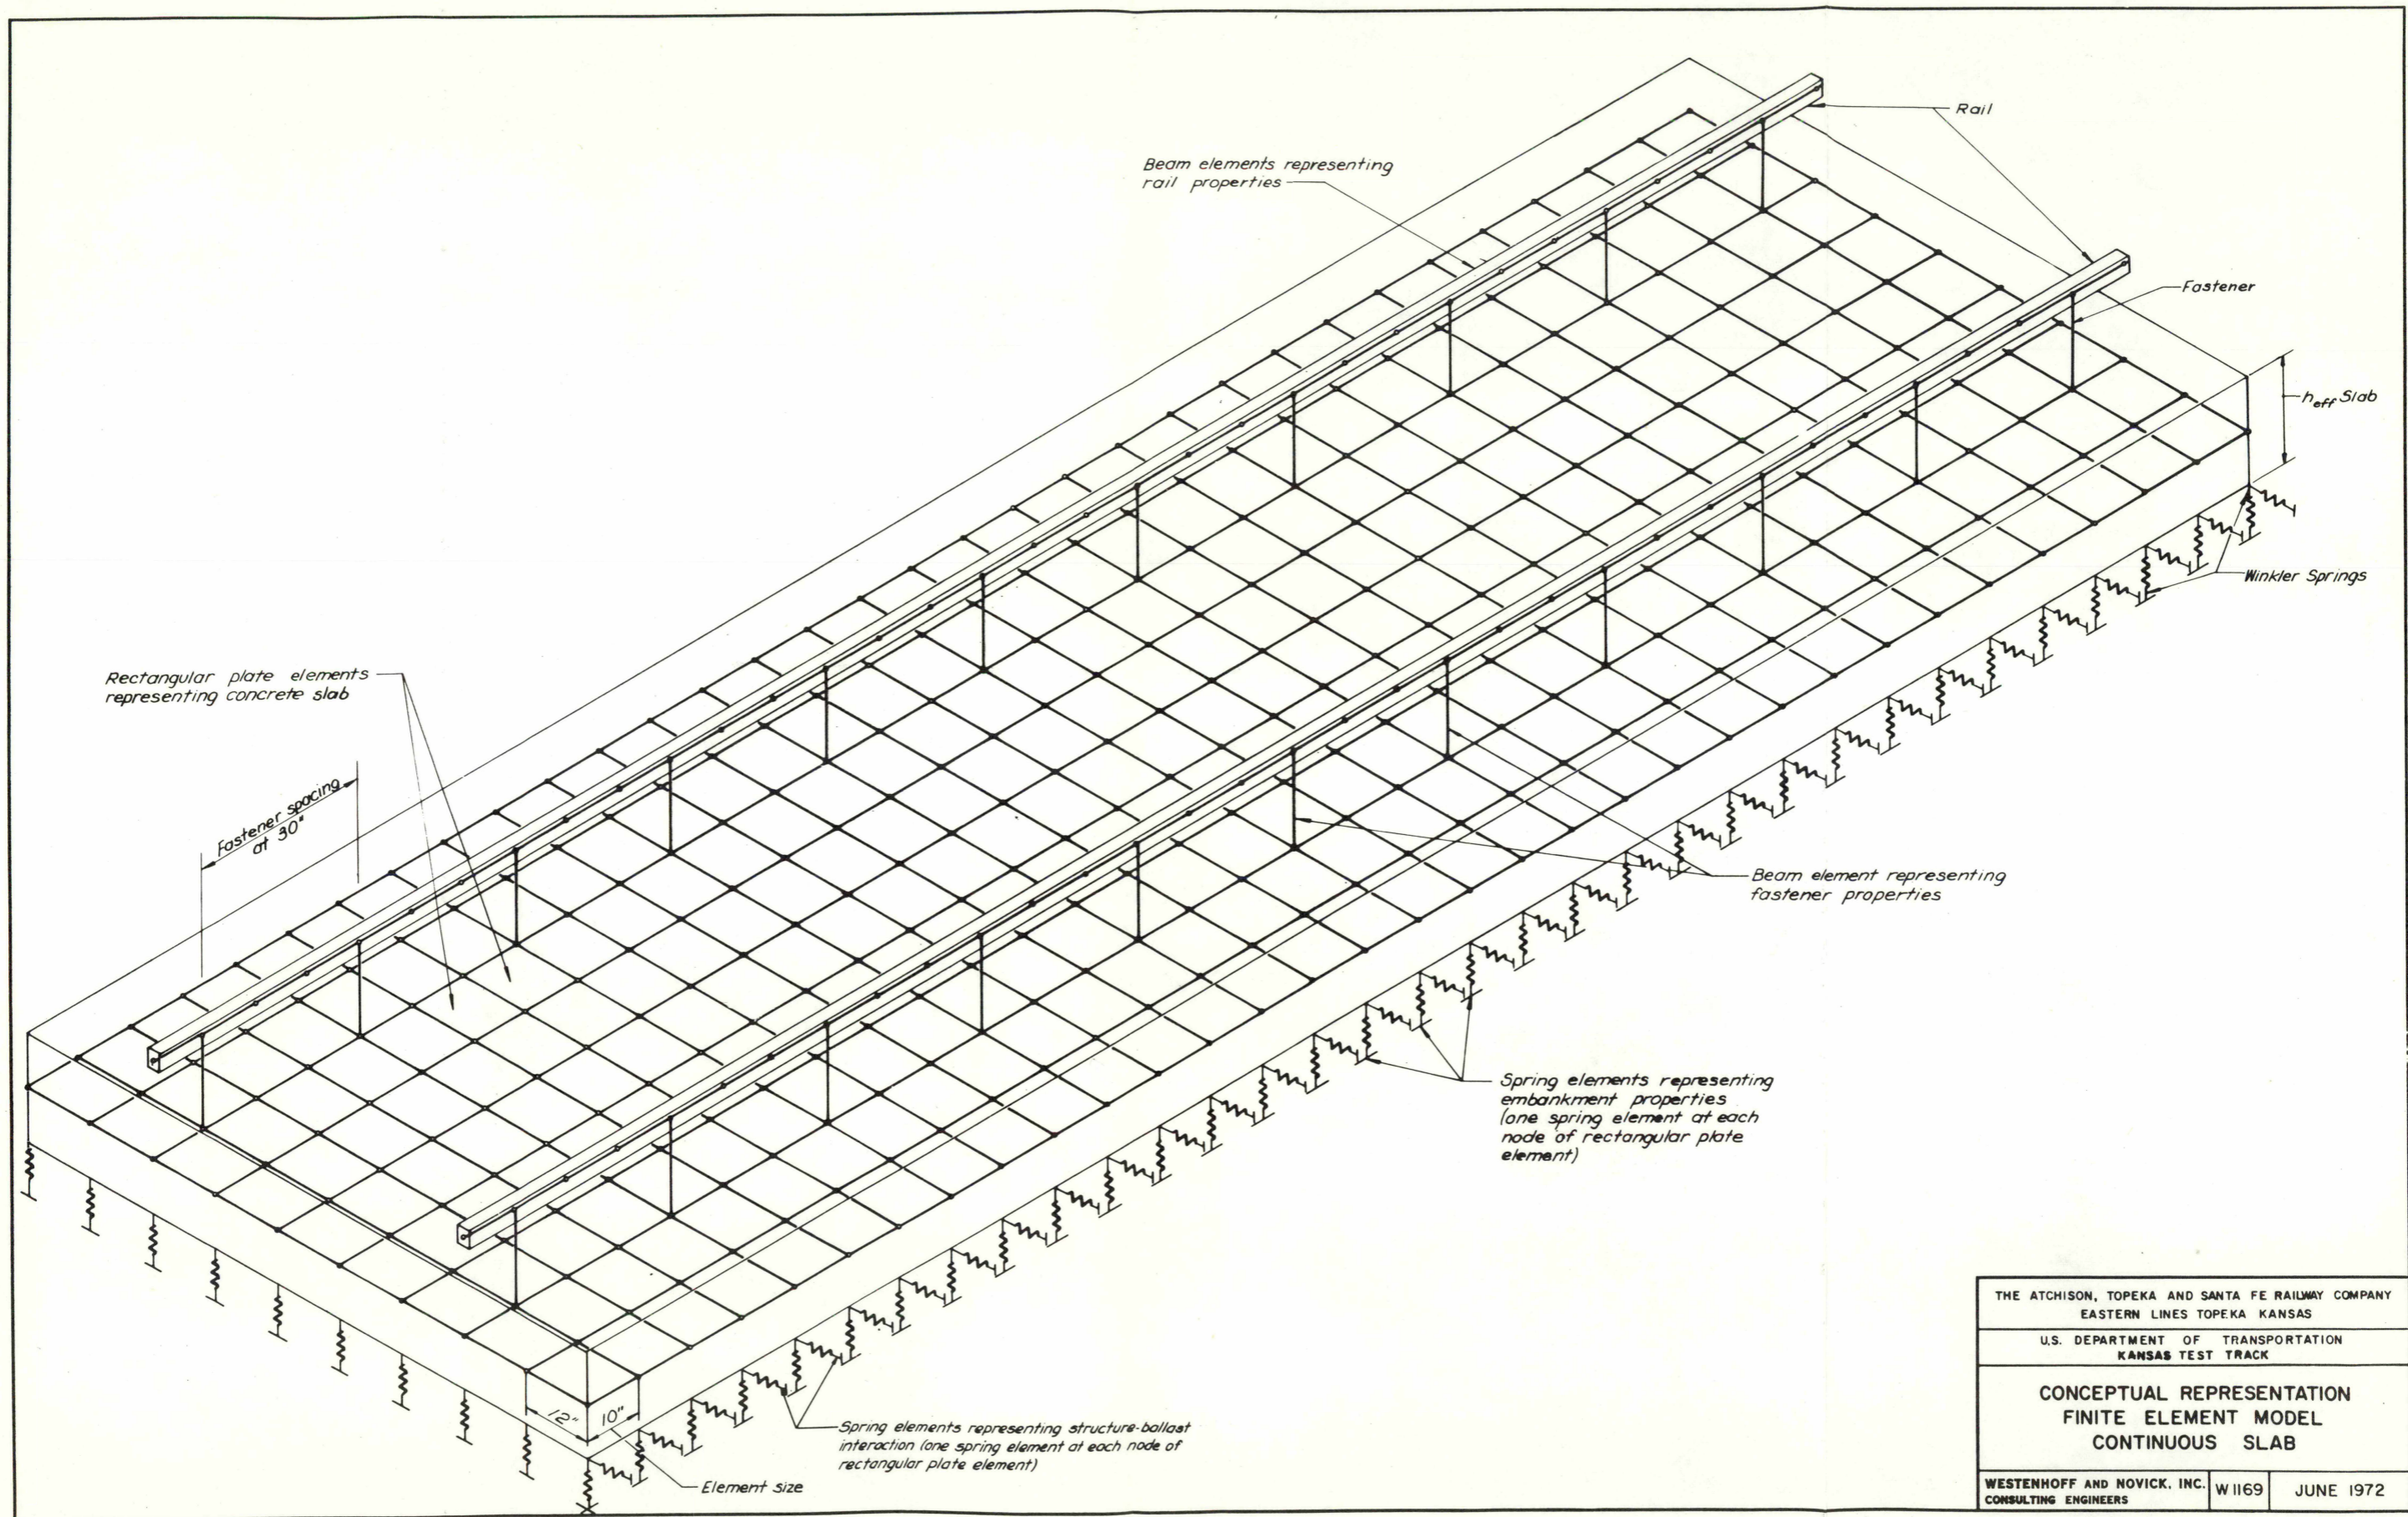 Rail
Beam elements representing
rail properties
Fastener
h eff Slab
Winkler Springs
Rectangular plate elements
representing concrete slab
Fastener spacing
at 30"
Beam element representing
fastener properties
Spring elements representing
embankment properties
(one spring element at each
node of rectangular plate
element)
12"
10"
Spring elements representing structure-ballast
interaction (one spring element at each node of
rectangular plate element)
Element size
THE ATCHISON, TOPEKA AND SANTA FE RAILWAY COMPANY
EASTERN LINES TOPEKA KANSAS
U.S. DEPARTMENT OF TRANSPORTATION
KANSAS TEST TRACK
CONCEPTUAL REPRESENTATION
FINITE ELEMENT MODEL
CONTINUOUS SLAB
WESTENHOFF AND NOVICK, INC.
CONSULTING ENGINEERS
W 1169
JUNE 1972